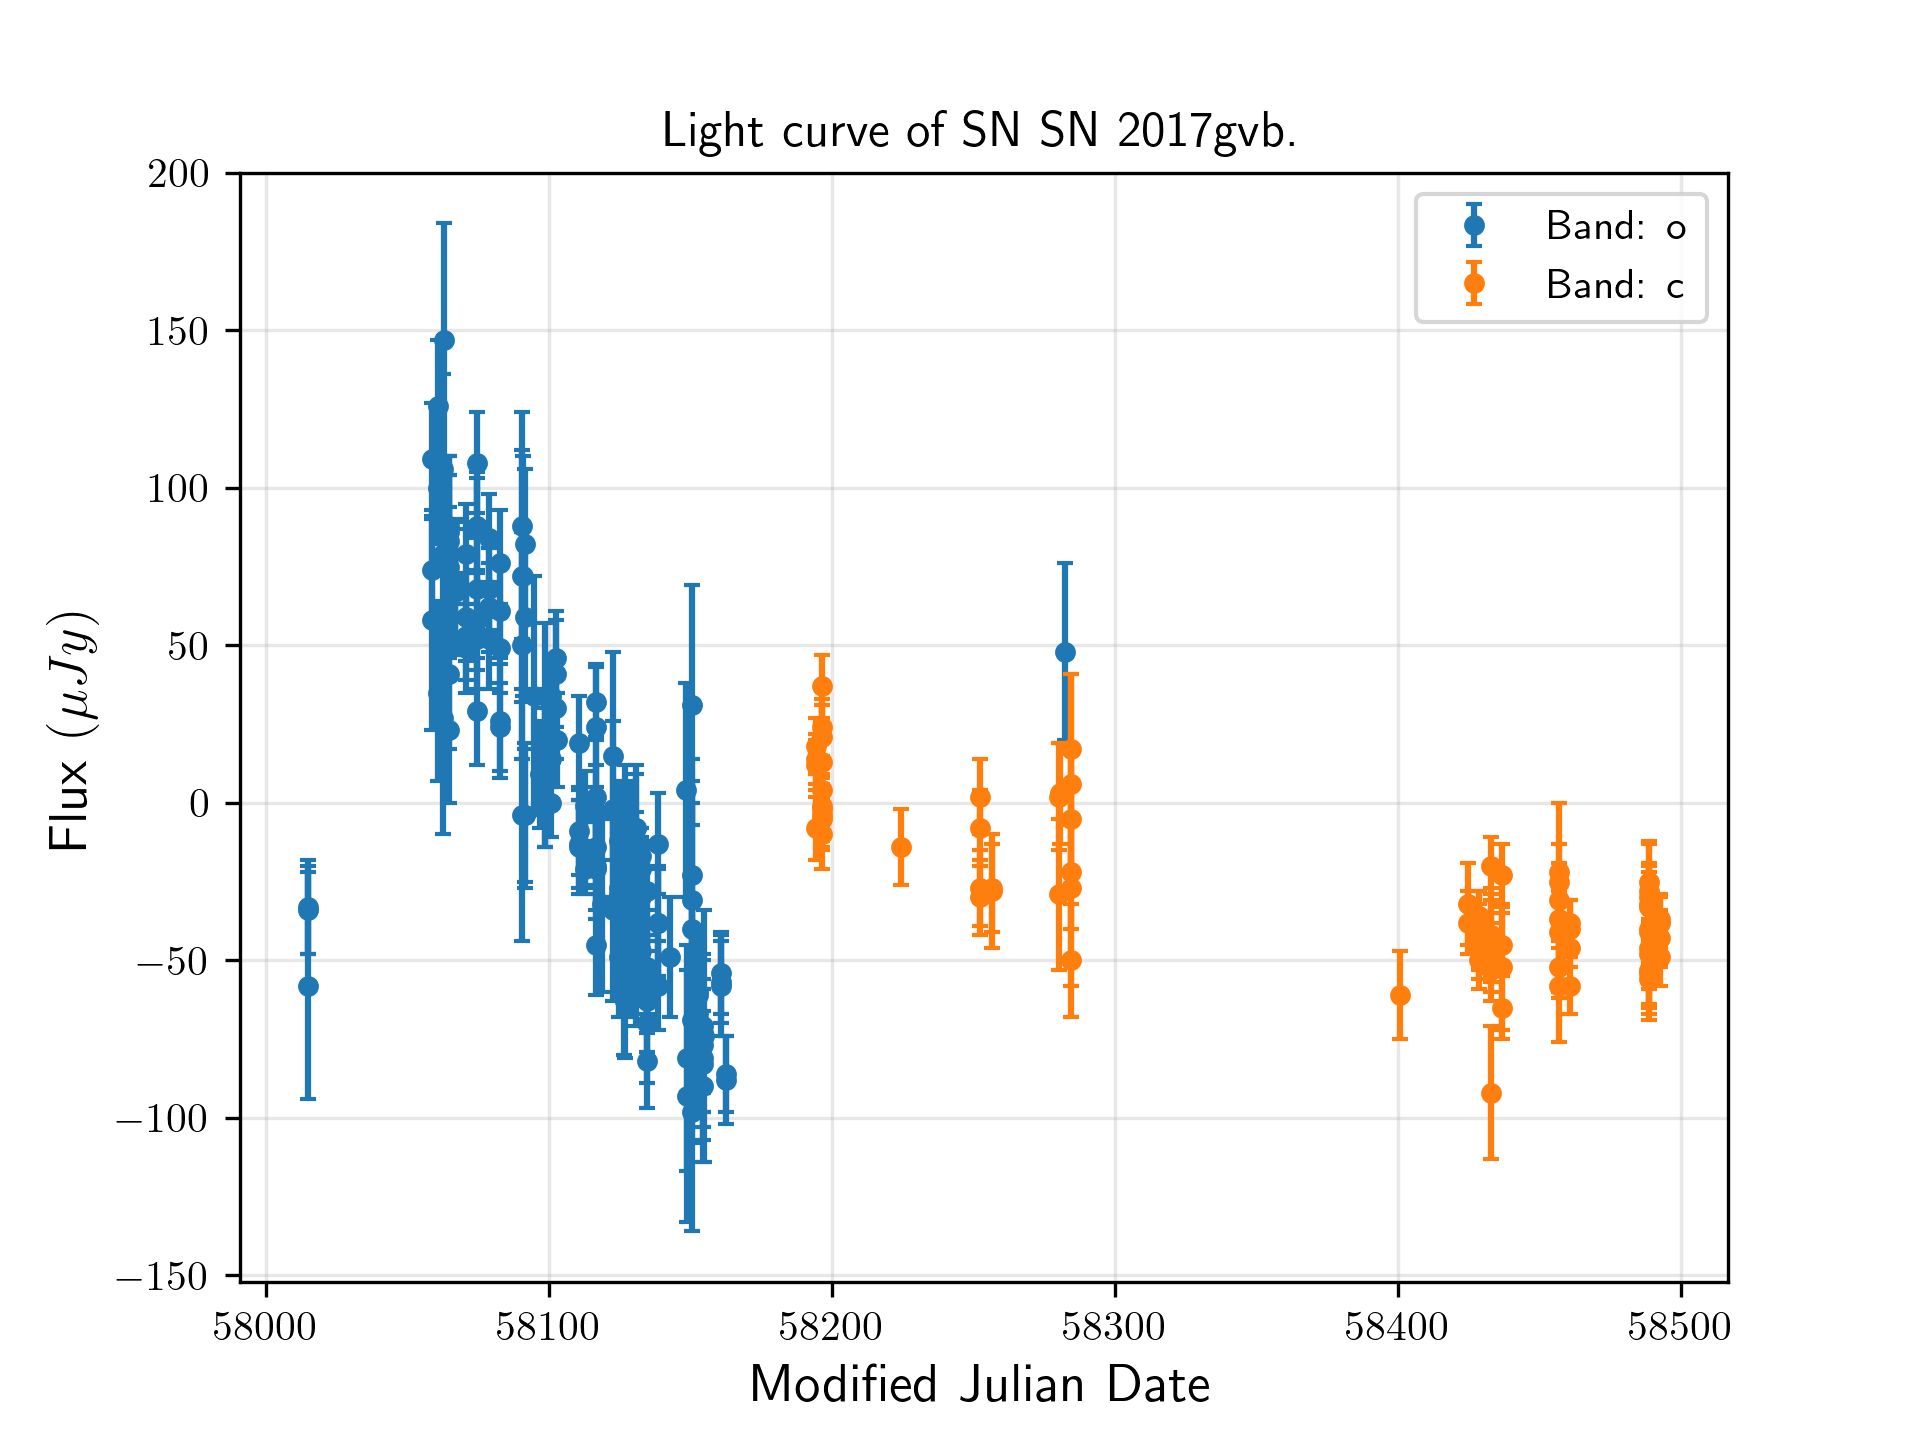 Light curve of SN SN 2017gvb.
200
150
100
50
0
−50
−100
−150
Flux (μJy)
Band: o
Band: c
58000 58100 58200 58300 58400 58500
Modified Julian Date